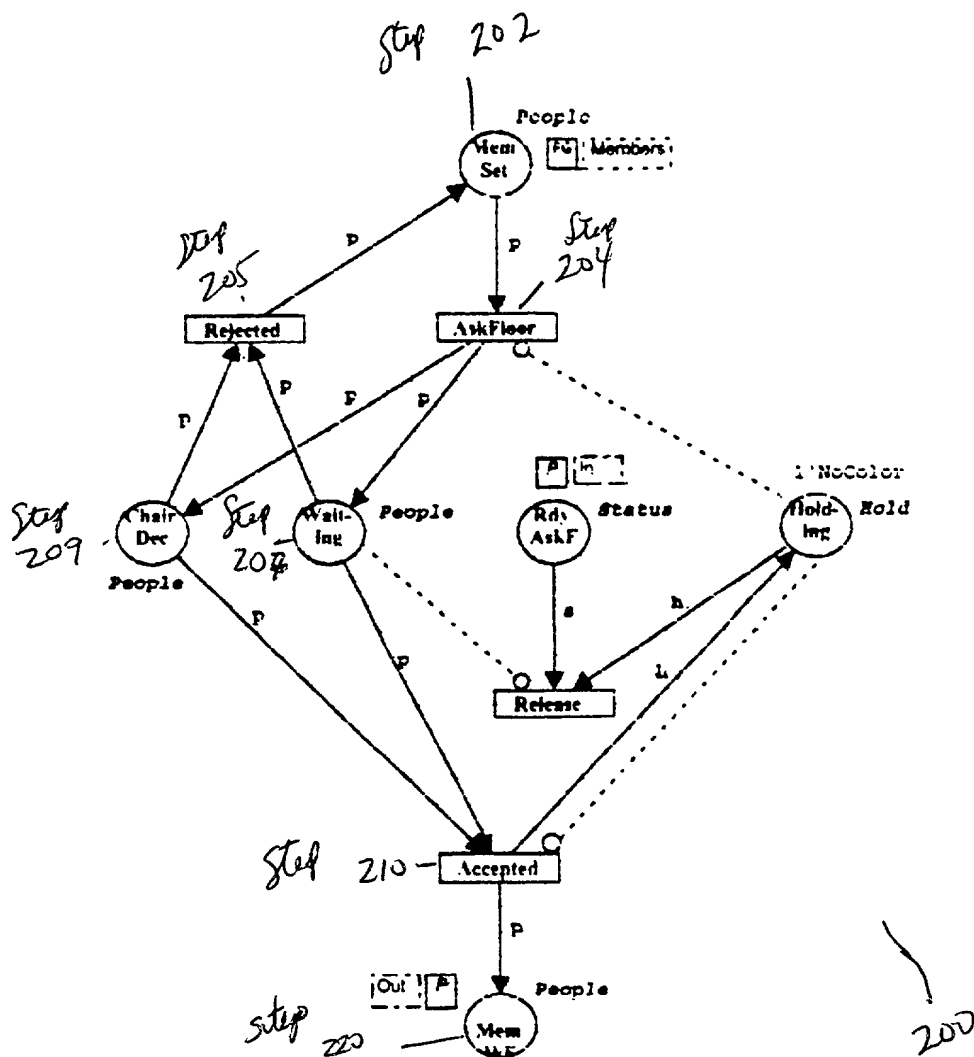 Step 202
People
Mem
Set
FG Members
P
P
Step
205
Step
204
Rejected
AskFloor
P
P
P
P
P In
1'NoColor
Step
209
Chair
Dec
People
Step
Wait-
ing
People
Rdy
AskF
Status
Hold-
ing
Hold
P
P
s
h
h
Release
Step 210
Accepted
P
Out P
People
Step
220
Mem
200